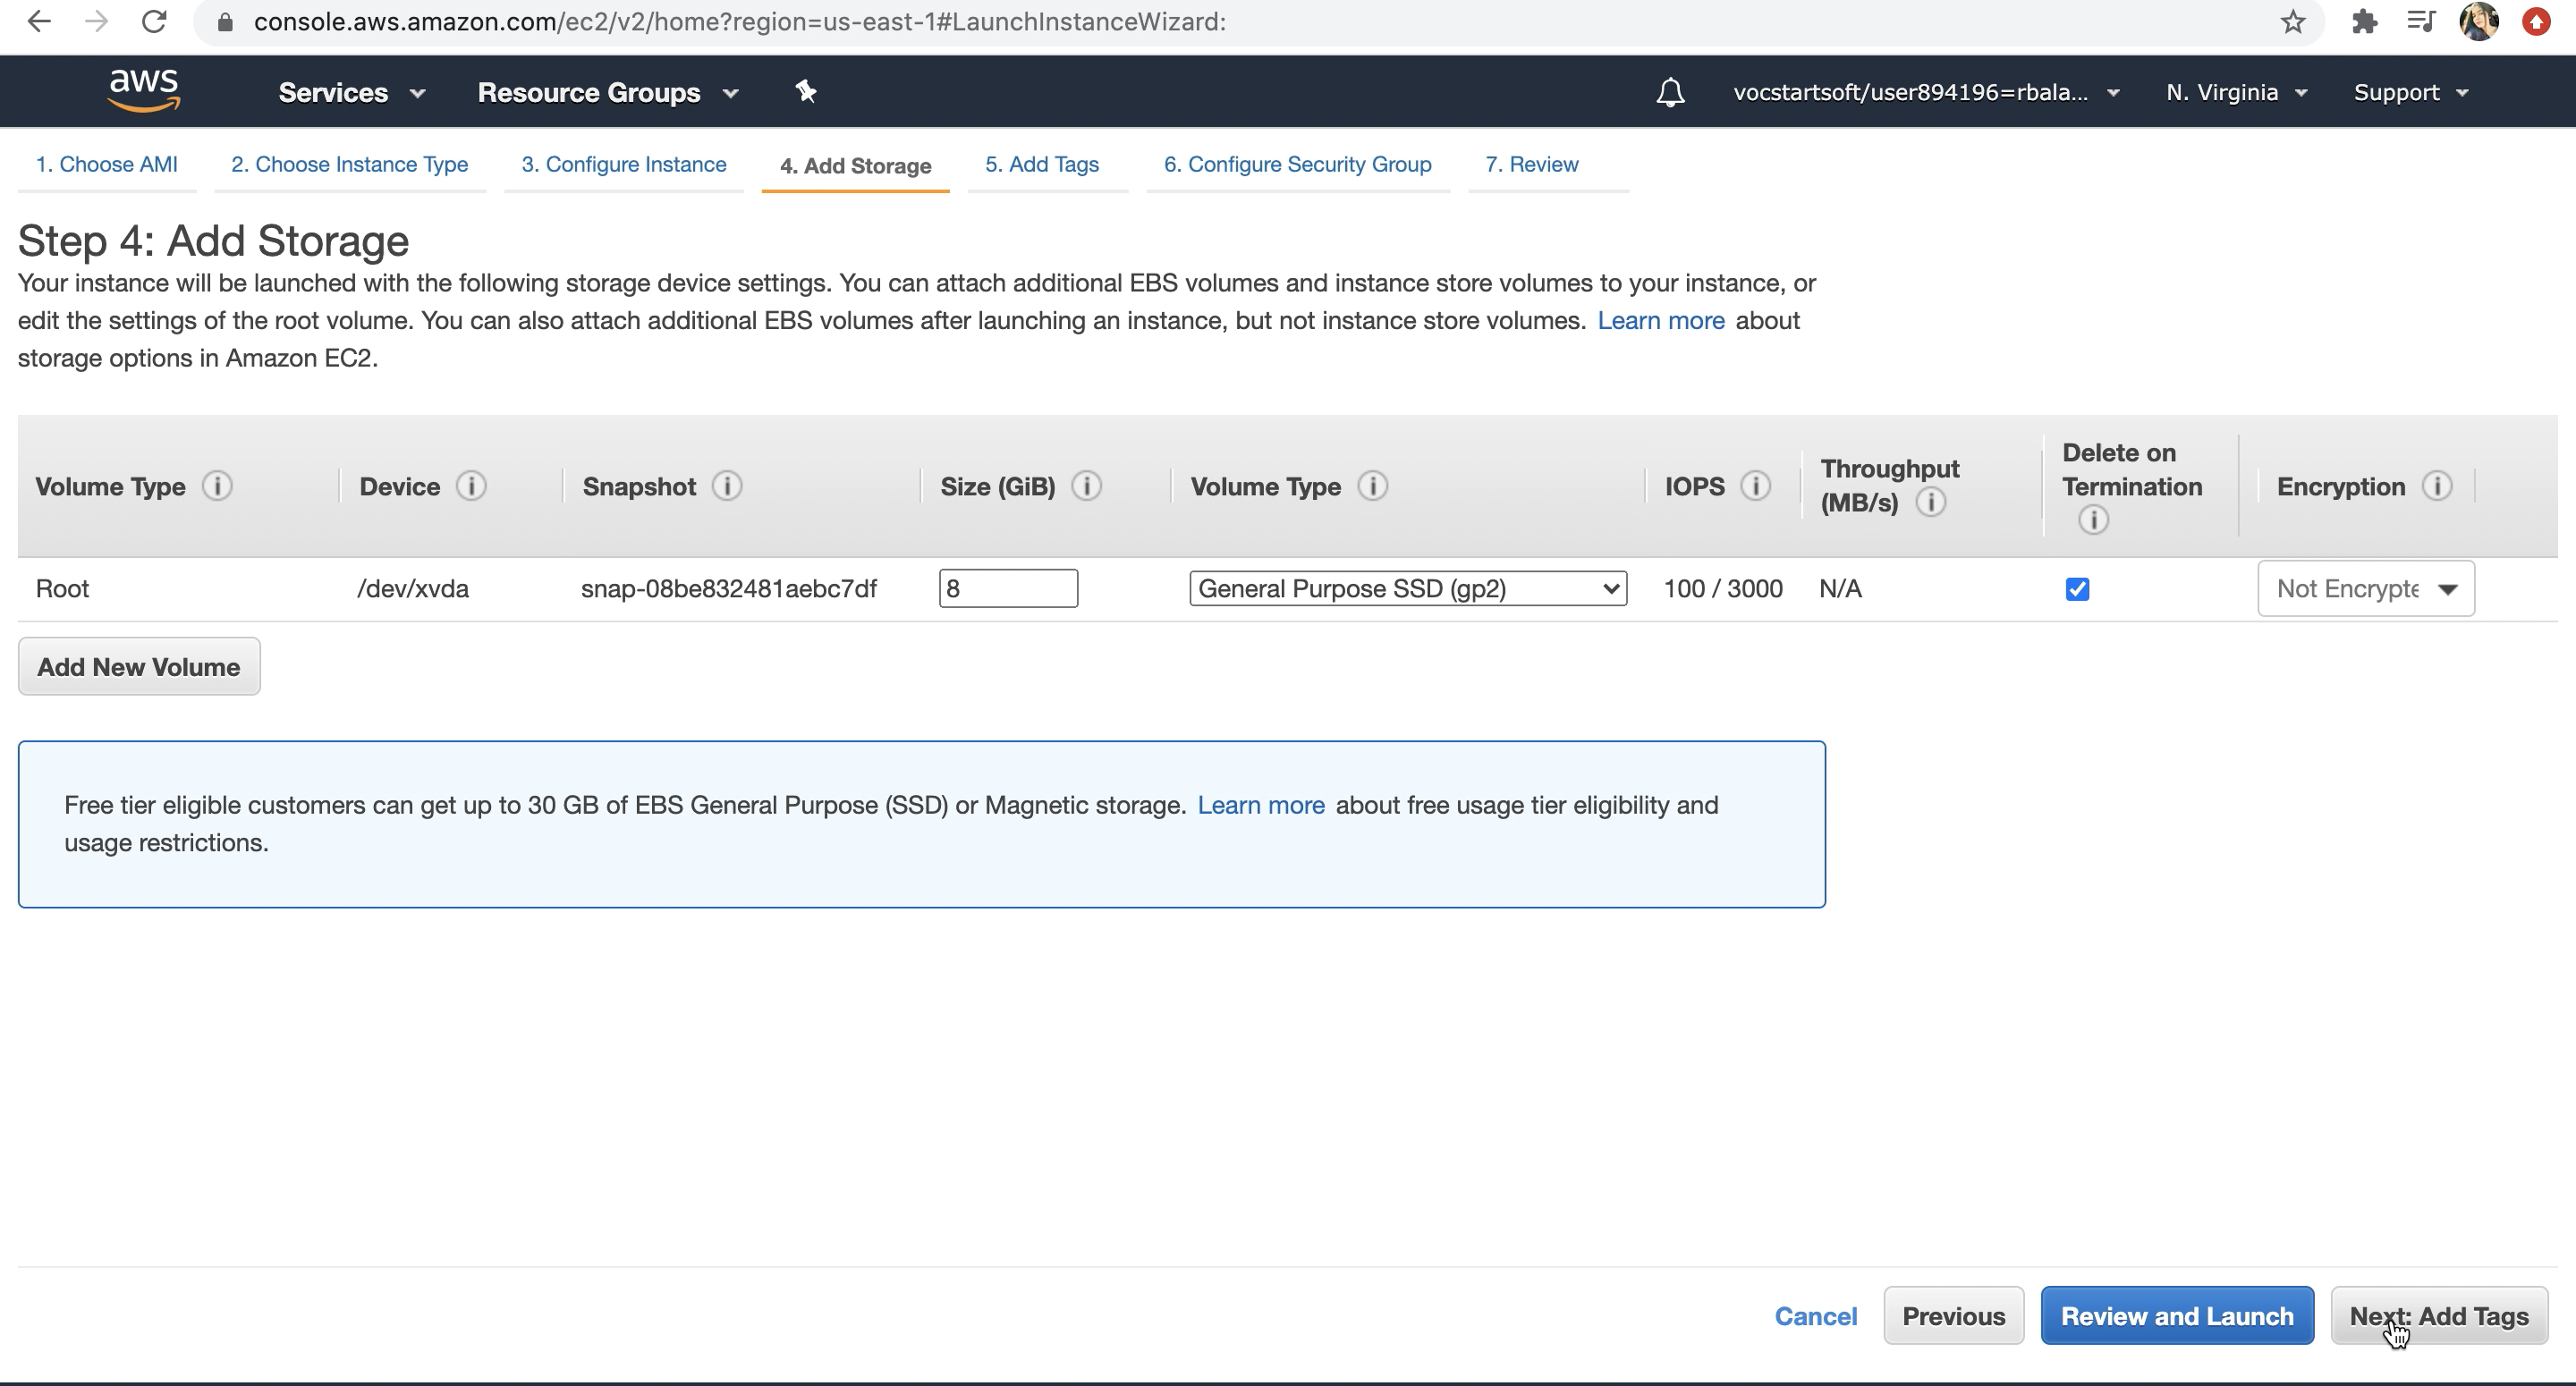 console.aws.amazon.com/ec2/v2/home?region=us-east-1#LaunchInstanceWizard:
aws Services Resource Groups vocstartsoft/user894196=rbala... N. Virginia Support
1. Choose AMI 2. Choose Instance Type 3. Configure Instance 4. Add Storage 5. Add Tags 6. Configure Security Group 7. Review
Step 4: Add Storage
Your instance will be launched with the following storage device settings. You can attach additional EBS volumes and instance store volumes to your instance, or
edit the settings of the root volume. You can also attach additional EBS volumes after launching an instance, but not instance store volumes. Learn more about
storage options in Amazon EC2.
Volume Type i Device i Snapshot i Size (GiB) i Volume Type i IOPS i Throughput (MB/s) i Delete on Termination i Encryption i
Root /dev/xvda snap-08be832481aebc7df 8 General Purpose SSD (gp2) 100 / 3000 N/A Not Encrypte
Add New Volume
Free tier eligible customers can get up to 30 GB of EBS General Purpose (SSD) or Magnetic storage. Learn more about free usage tier eligibility and
usage restrictions.
Cancel Previous Review and Launch Next: Add Tags